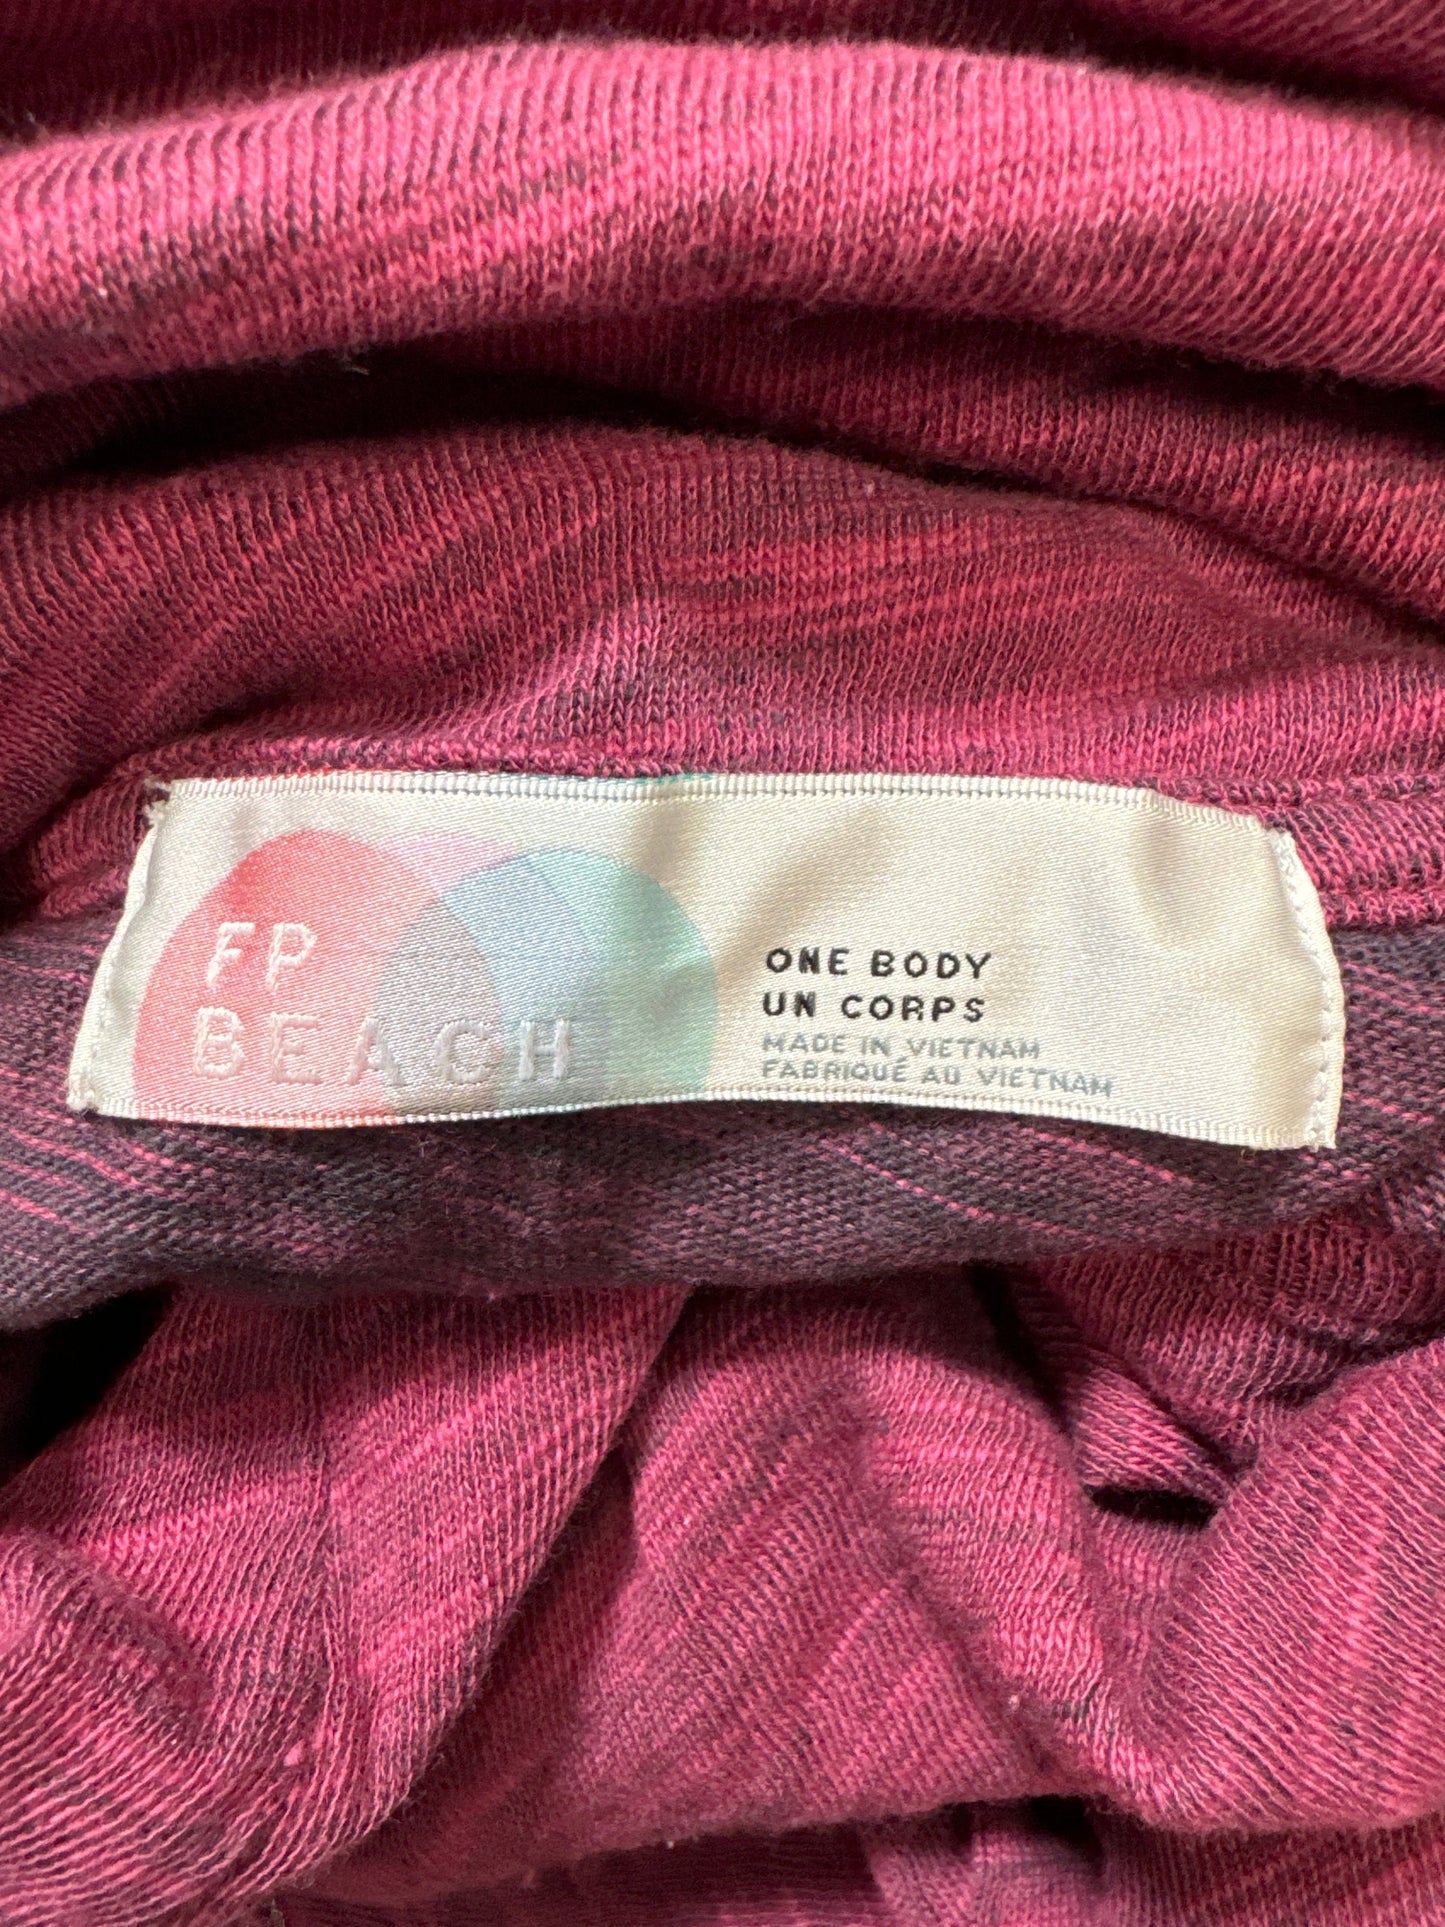 FP
BEACH
ONE BODY
UN CORPS
MADE IN VIETNAM
FABRIQUÉ AU VIETNAM